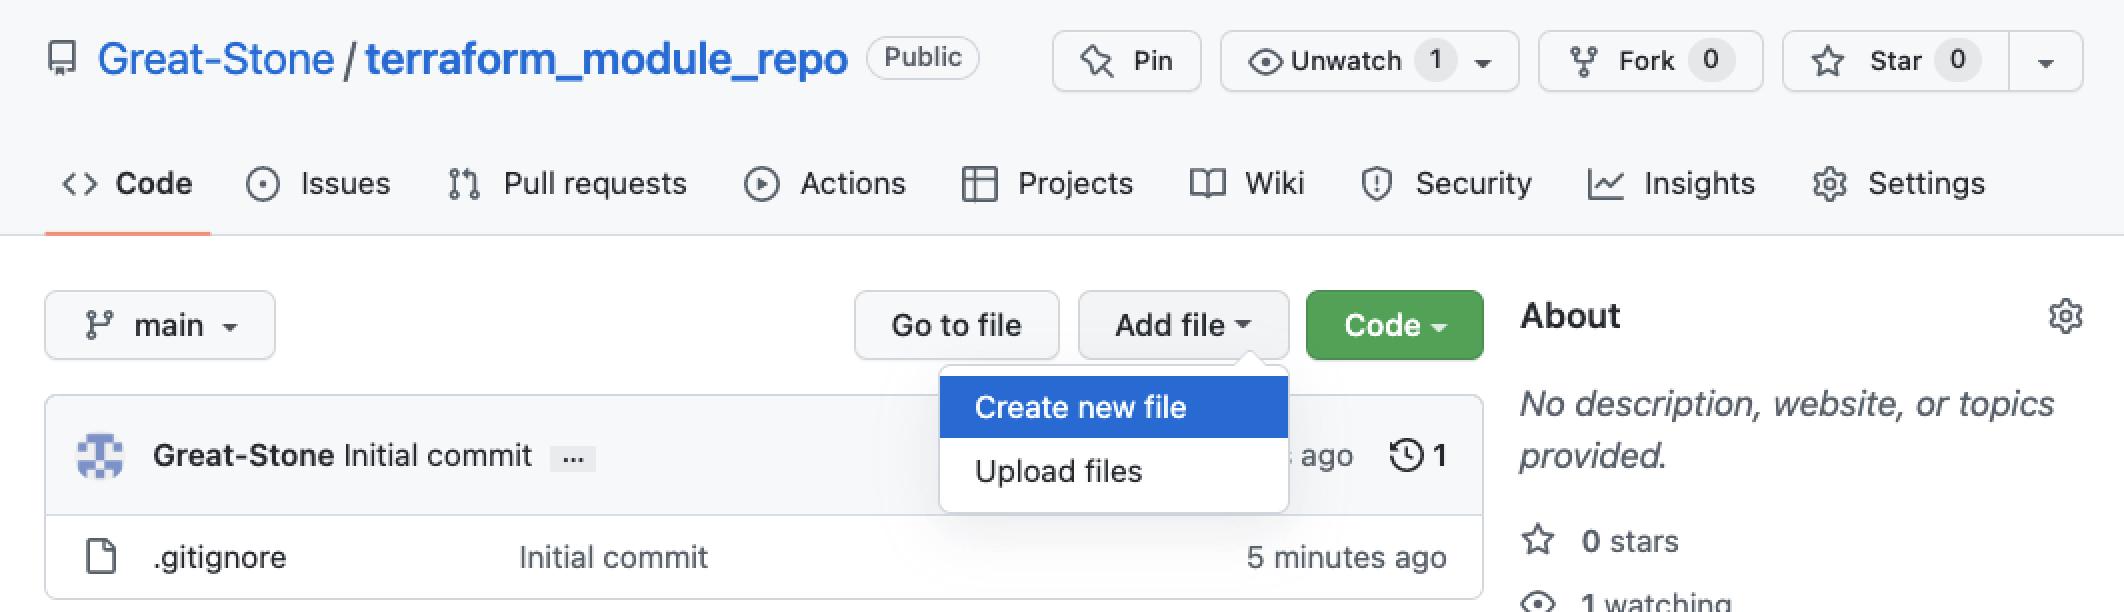 Great-Stone / terraform_module_repo Public Pin Unwatch 1 Fork 0 Star 0
Code Issues Pull requests Actions Projects Wiki Security Insights Settings
main Go to file Add file Code
Create new file
Upload files
Great-Stone Initial commit ... ago 1
.gitignore Initial commit 5 minutes ago
About
No description, website, or topics
provided.
0 stars
1 watching